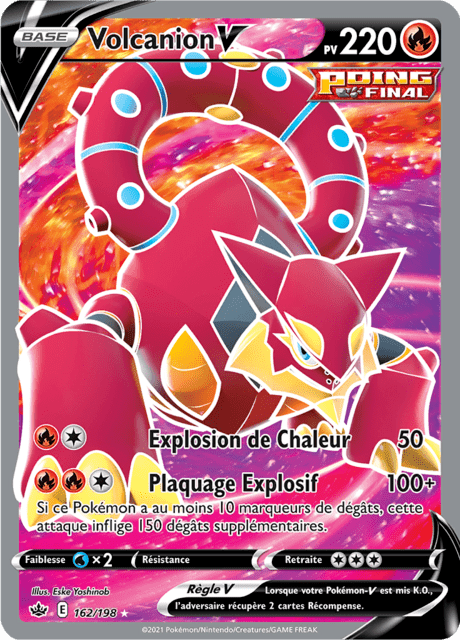 BASE Volcanion V PV 220
POING FINAL
Explosion de Chaleur 50
Plaquage Explosif 100+
Si ce Pokémon a au moins 10 marqueurs de dégâts, cette
attaque inflige 150 dégâts supplémentaires.
Faiblesse ×2 Résistance Retraite
Illus. Eske Yoshinob
Règle V Lorsque votre Pokémon-V est mis K.O.,
l'adversaire récupère 2 cartes Récompense.
E 162/198
©2021 Pokémon/Nintendo/Creatures/GAME FREAK